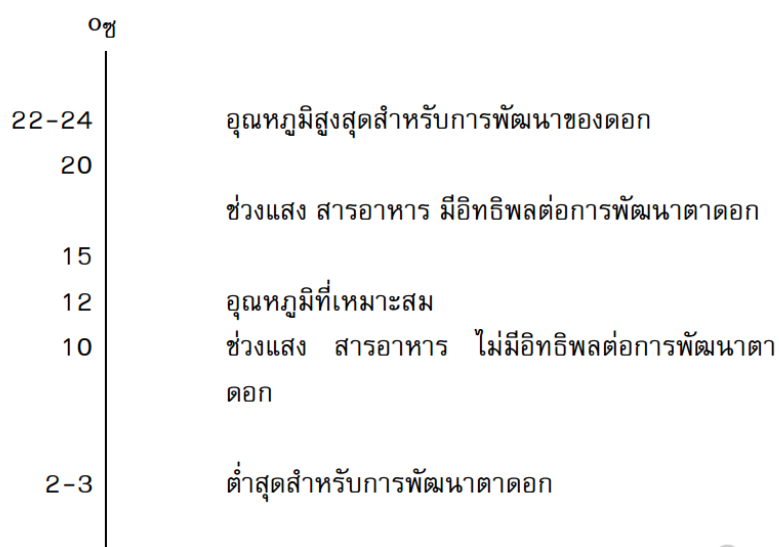 oซ
22-24 อุณหภูมิสูงสุดสำหรับการพัฒนาของดอก
20
ช่วงแสง สารอาหาร มีอิทธิพลต่อการพัฒนาตาดอก
15
12 อุณหภูมิที่เหมาะสม
10 ช่วงแสง สารอาหาร ไม่มีอิทธิพลต่อการพัฒนาตา
ดอก
2-3 ต่ำสุดสำหรับการพัฒนาตาดอก